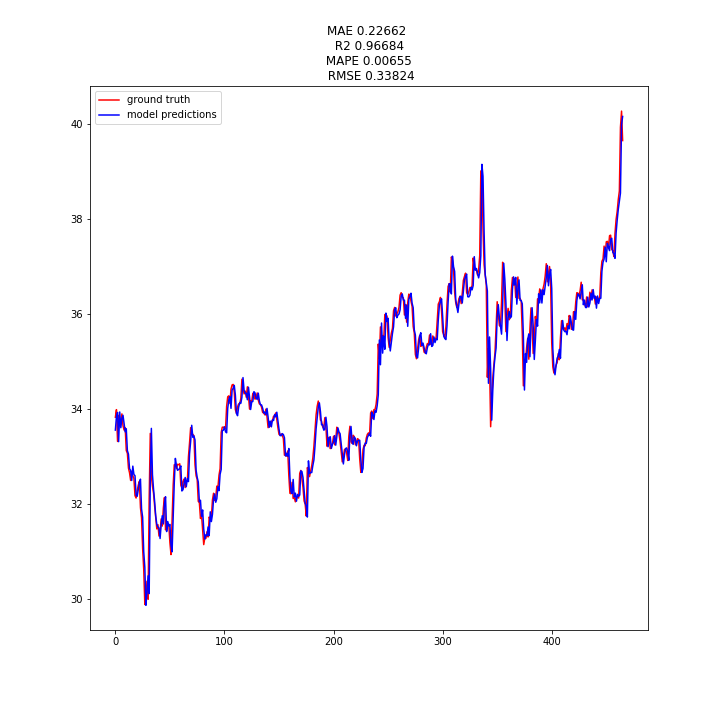 MAE 0.22662
R2 0.96684
MAPE 0.00655
RMSE 0.33824
ground truth
model predictions
40
38
36
34
32
30
0 100 200 300 400